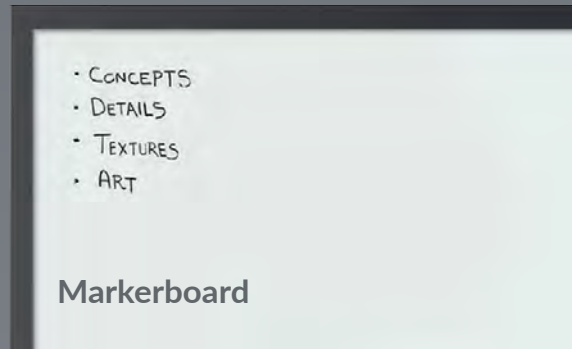 · CONCEPTS
· DETAILS
· TEXTURES
· ART
Markerboard